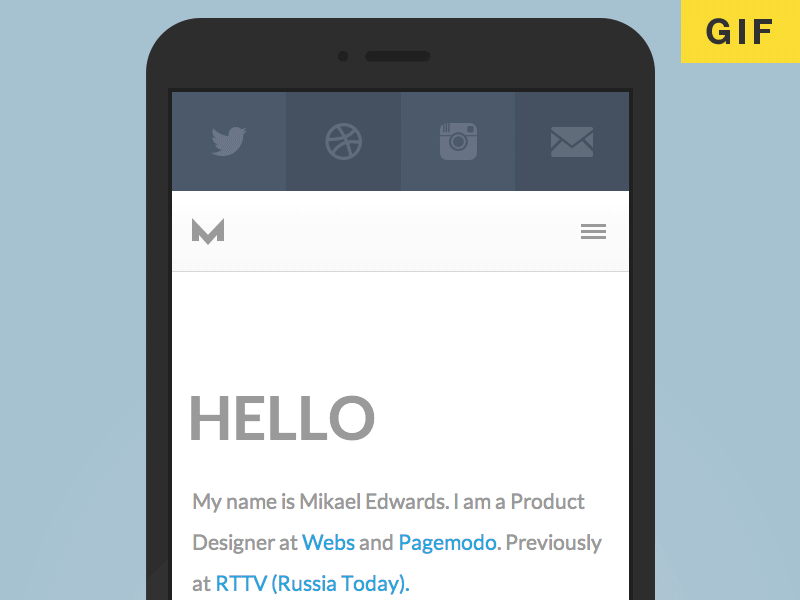 GIF
HELLO
My name is Mikael Edwards. I am a Product
Designer at Webs and Pagemodo. Previously
at RTTV (Russia Today).